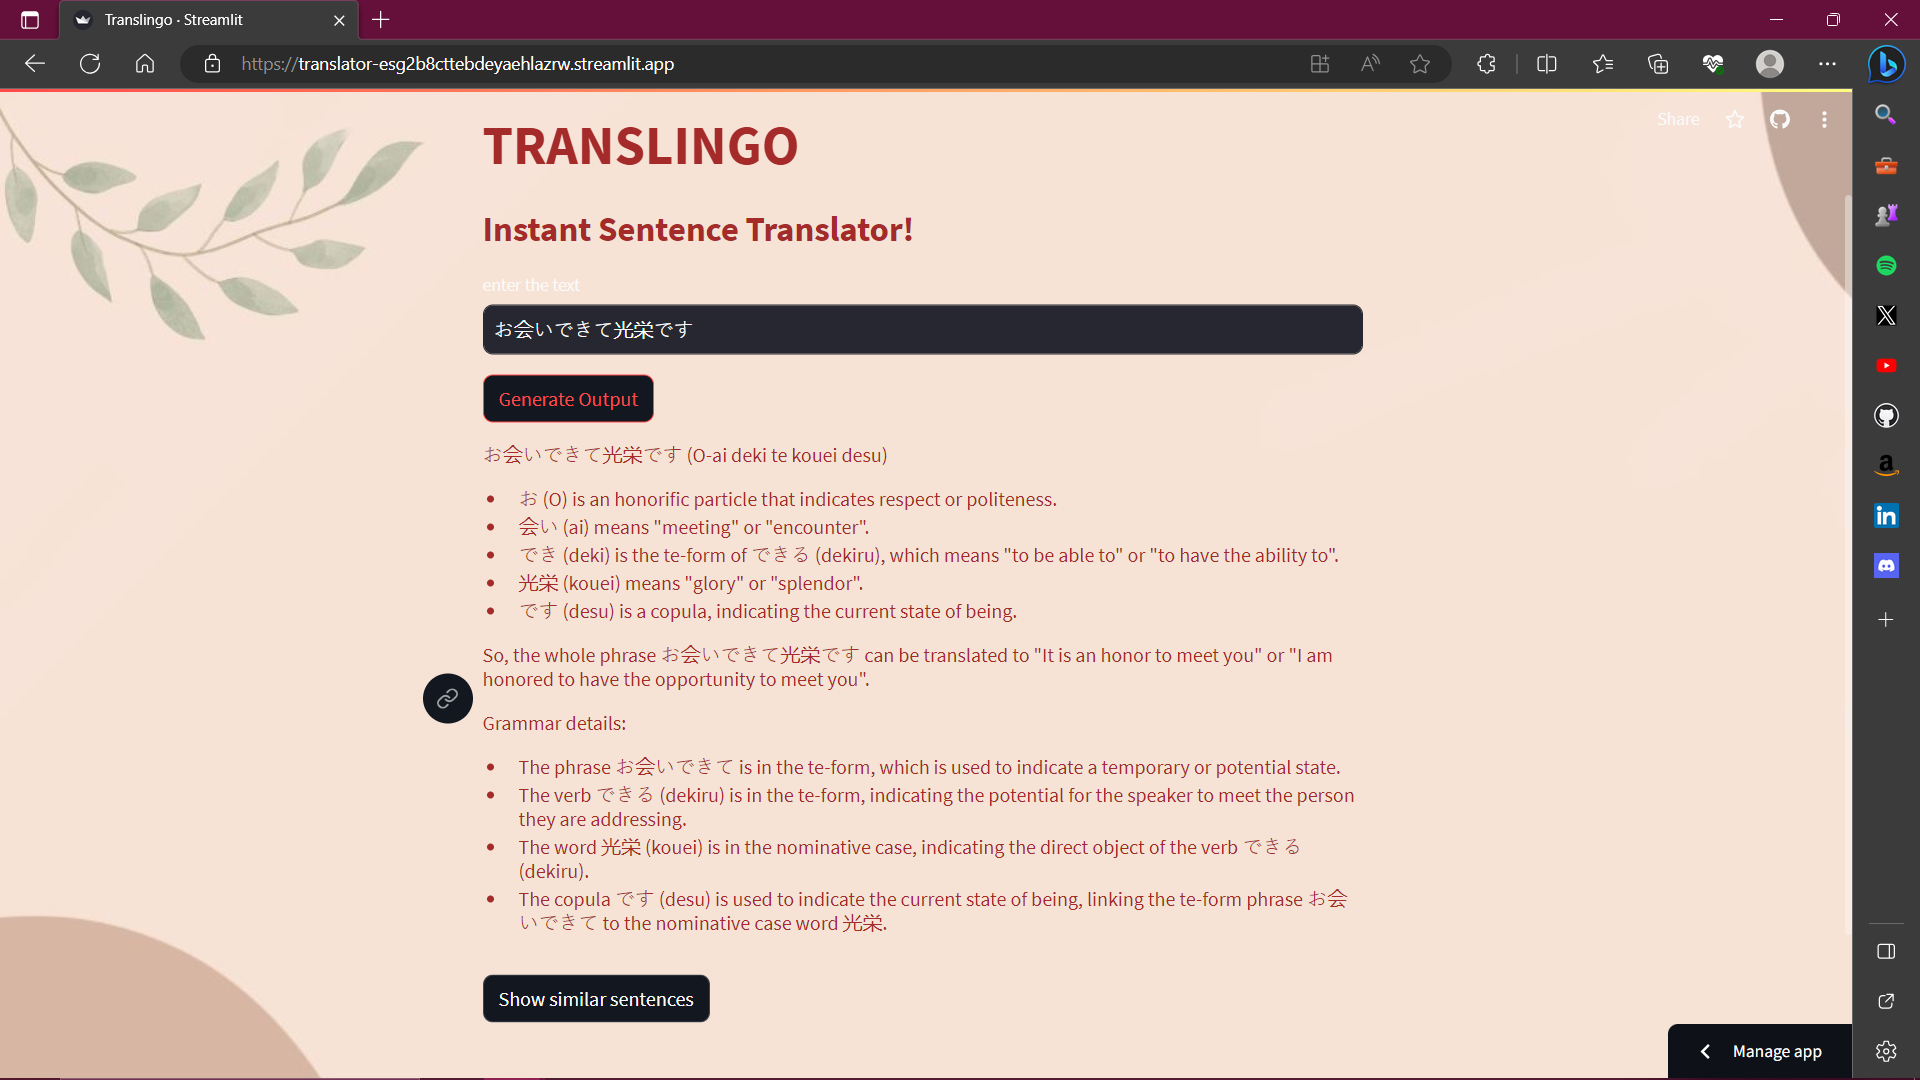 Translingo · Streamlit
https://translator-esg2b8cttebdeyaehlazrw.streamlit.app
Share
TRANSLINGO
Instant Sentence Translator!
enter the text
お会いできて光栄です
Generate Output
お会いできて光栄です (O-ai deki te kouei desu)
• お (O) is an honorific particle that indicates respect or politeness.
• 会い (ai) means "meeting" or "encounter".
• でき (deki) is the te-form of できる (dekiru), which means "to be able to" or "to have the ability to".
• 光栄 (kouei) means "glory" or "splendor".
• です (desu) is a copula, indicating the current state of being.
So, the whole phrase お会いできて光栄です can be translated to "It is an honor to meet you" or "I am
honored to have the opportunity to meet you".
Grammar details:
• The phrase お会いできて is in the te-form, which is used to indicate a temporary or potential state.
• The verb できる (dekiru) is in the te-form, indicating the potential for the speaker to meet the person
they are addressing.
• The word 光栄 (kouei) is in the nominative case, indicating the direct object of the verb できる
(dekiru).
• The copula です (desu) is used to indicate the current state of being, linking the te-form phrase お会
いできて to the nominative case word 光栄.
Show similar sentences
Manage app